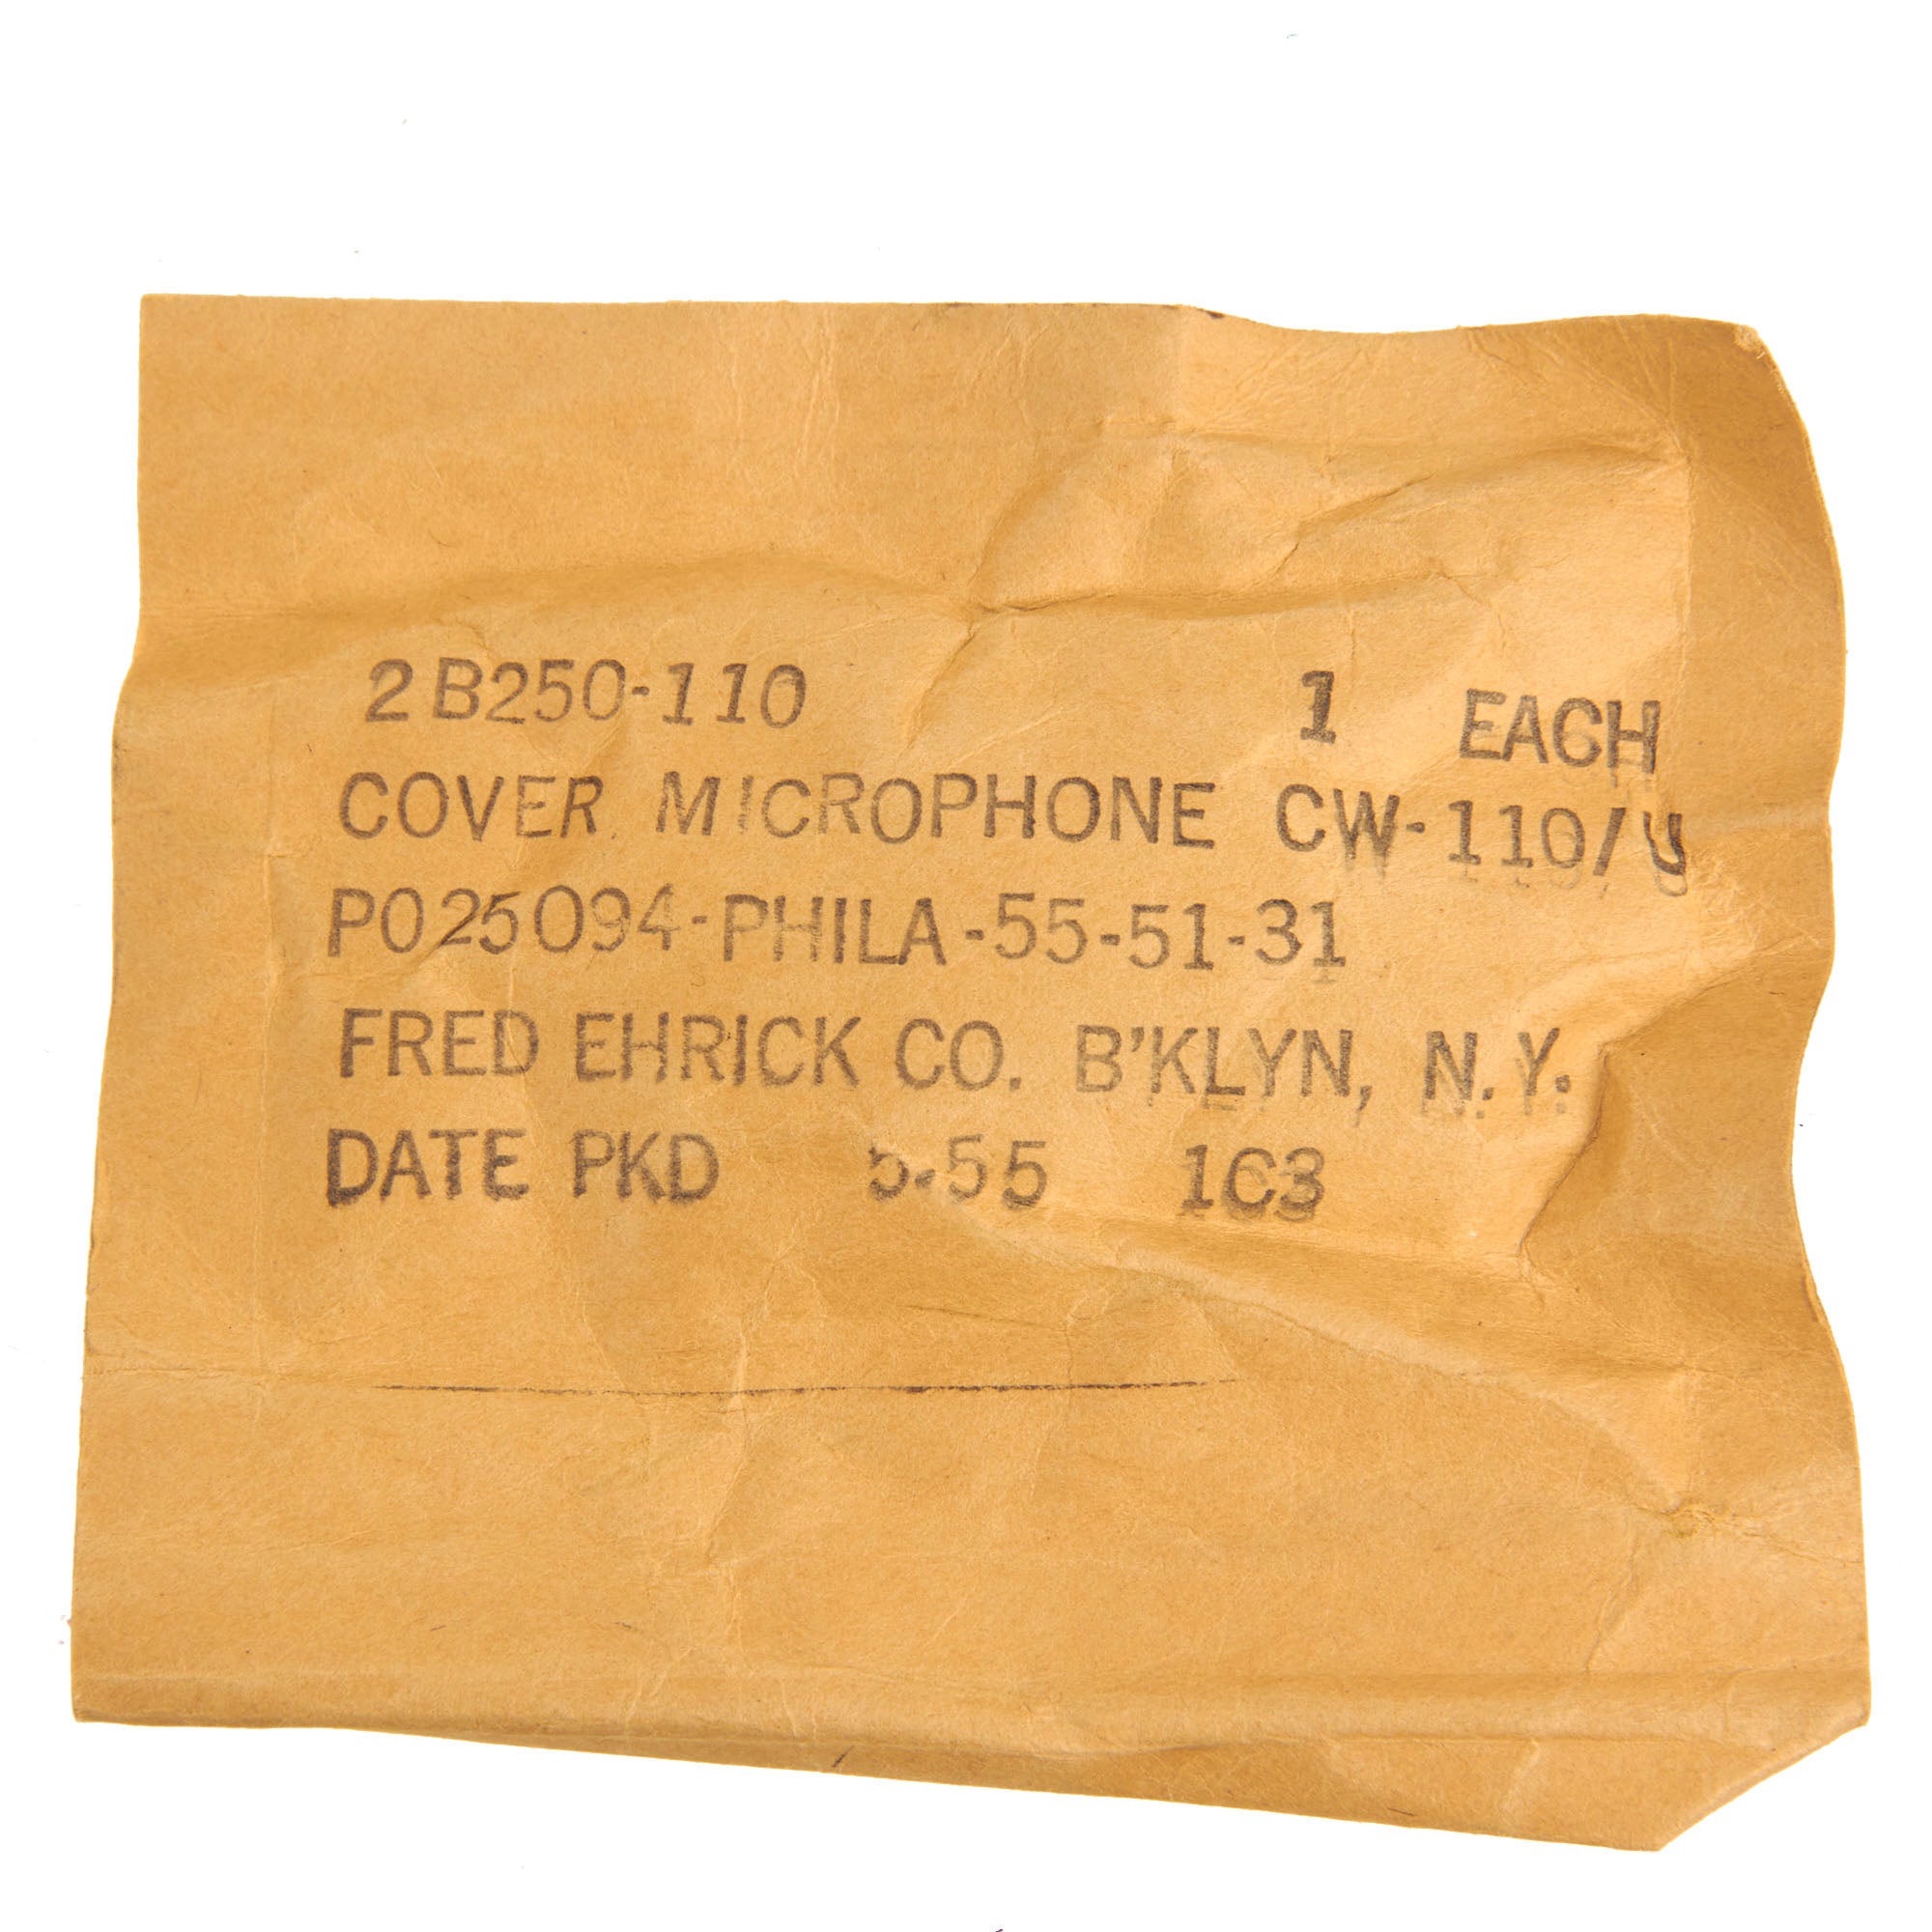 2B250-110 1 EACH
COVER MICROPHONE CW-110/U
PO25094-PHILA-55-51-31
FRED EHRICK CO. B'KLYN, N.Y.
DATE PKD 5-55 1C3